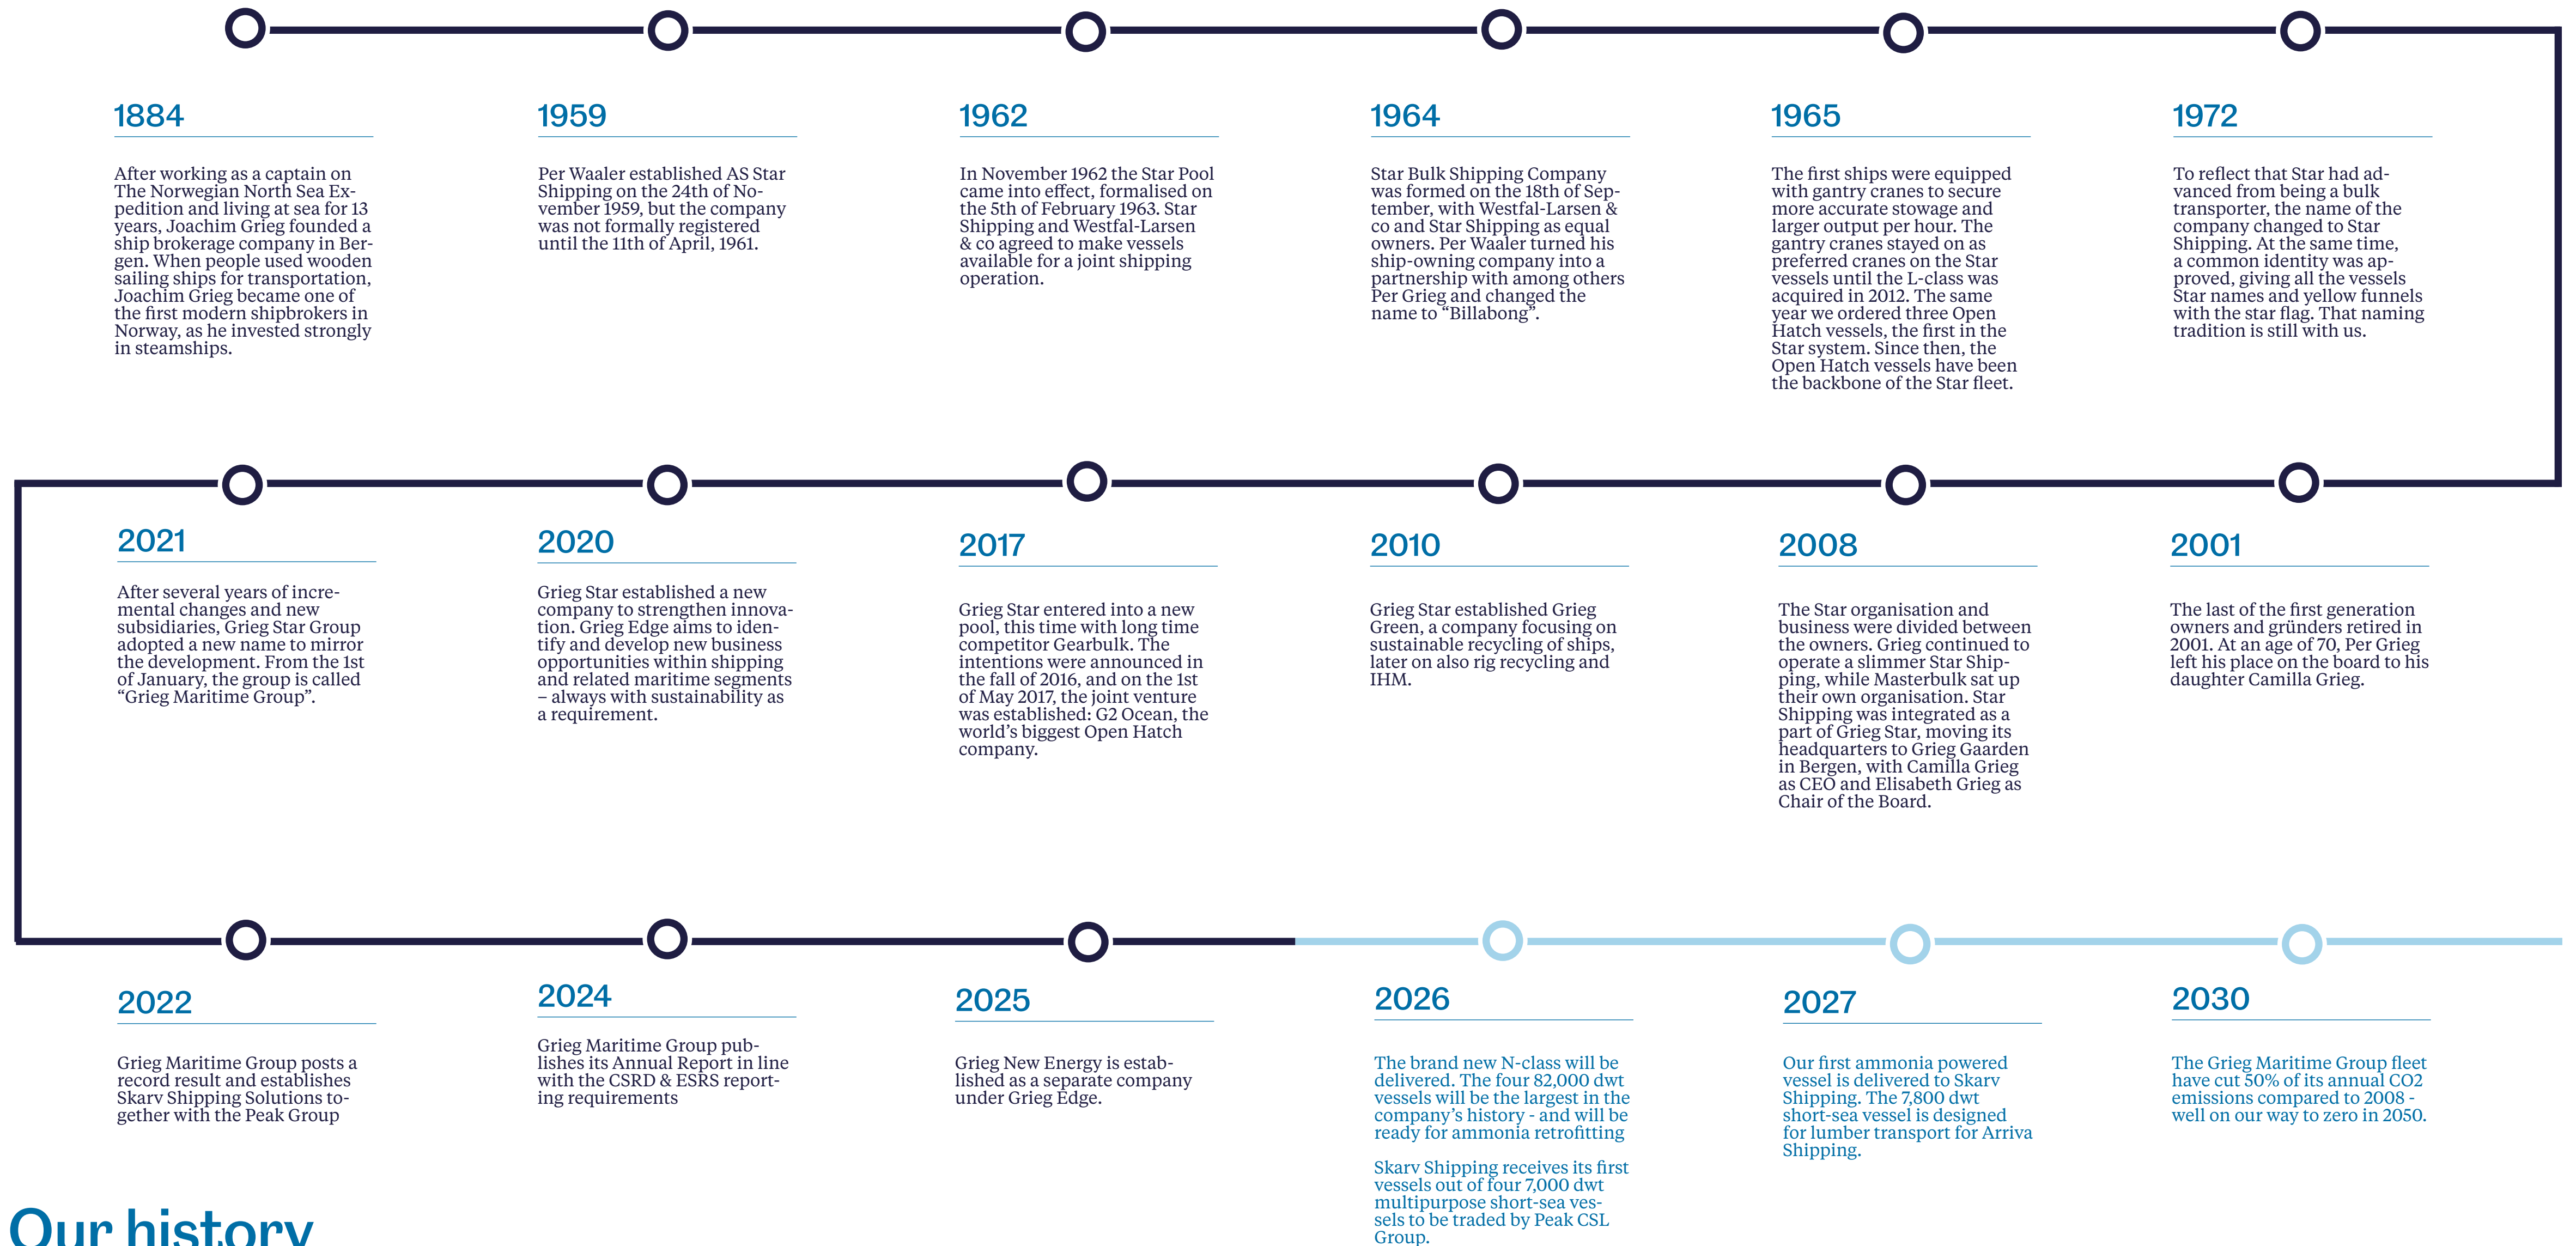 1884
After working as a captain on
The Norwegian North Sea Ex-
pedition and living at sea for 13
years, Joachim Grieg founded a
ship brokerage company in Ber-
gen. When people used wooden
sailing ships for transportation,
Joachim Grieg became one of
the first modern shipbrokers in
Norway, as he invested strongly
in steamships.
1959
Per Waaler established AS Star
Shipping on the 24th of No-
vember 1959, but the company
was not formally registered
until the 11th of April, 1961.
1962
In November 1962 the Star Pool
came into effect, formalised on
the 5th of February 1963. Star
Shipping and Westfal-Larsen
& co agreed to make vessels
available for a joint shipping
operation.
1964
Star Bulk Shipping Company
was formed on the 18th of Sep-
tember, with Westfal-Larsen &
co and Star Shipping as equal
owners. Per Waaler turned his
ship-owning company into a
partnership with among others
Per Grieg and changed the
name to “Billabong”.
1965
The first ships were equipped
with gantry cranes to secure
more accurate stowage and
larger output per hour. The
gantry cranes stayed on as
preferred cranes on the Star
vessels until the L-class was
acquired in 2012. The same
year we ordered three Open
Hatch vessels, the first in the
Star system. Since then, the
Open Hatch vessels have been
the backbone of the Star fleet.
1972
To reflect that Star had ad-
vanced from being a bulk
transporter, the name of the
company changed to Star
Shipping. At the same time,
a common identity was ap-
proved, giving all the vessels
Star names and yellow funnels
with the star flag. That naming
tradition is still with us.
2021
After several years of incre-
mental changes and new
subsidiaries, Grieg Star Group
adopted a new name to mirror
the development. From the 1st
of January, the group is called
“Grieg Maritime Group”.
2020
Grieg Star established a new
company to strengthen innova-
tion. Grieg Edge aims to iden-
tify and develop new business
opportunities within shipping
and related maritime segments
– always with sustainability as
a requirement.
2017
Grieg Star entered into a new
pool, this time with long time
competitor Gearbulk. The
intentions were announced in
the fall of 2016, and on the 1st
of May 2017, the joint venture
was established: G2 Ocean, the
world’s biggest Open Hatch
company.
2010
Grieg Star established Grieg
Green, a company focusing on
sustainable recycling of ships,
later on also rig recycling and
IHM.
2008
The Star organisation and
business were divided between
the owners. Grieg continued to
operate a slimmer Star Ship-
ping, while Masterbulk sat up
their own organisation. Star
Shipping was integrated as a
part of Grieg Star, moving its
headquarters to Grieg Gaarden
in Bergen, with Camilla Grieg
as CEO and Elisabeth Grieg as
Chair of the Board.
2001
The last of the first generation
owners and gründers retired in
2001. At an age of 70, Per Grieg
left his place on the board to his
daughter Camilla Grieg.
2022
Grieg Maritime Group posts a
record result and establishes
Skarv Shipping Solutions to-
gether with the Peak Group
2024
Grieg Maritime Group pub-
lishes its Annual Report in line
with the CSRD & ESRS report-
ing requirements
2025
Grieg New Energy is estab-
lished as a separate company
under Grieg Edge.
2026
The brand new N-class will be
delivered. The four 82,000 dwt
vessels will be the largest in the
company’s history - and will be
ready for ammonia retrofitting
Skarv Shipping receives its first
vessels out of four 7,000 dwt
multipurpose short-sea ves-
sels to be traded by Peak CSL
Group.
2027
Our first ammonia powered
vessel is delivered to Skarv
Shipping. The 7,800 dwt
short-sea vessel is designed
for lumber transport for Arriva
Shipping.
2030
The Grieg Maritime Group fleet
have cut 50% of its annual CO2
emissions compared to 2008 -
well on our way to zero in 2050.
Our history